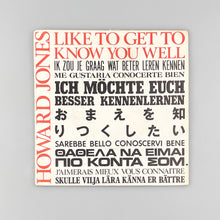 HOWARD JONES
LIKE TO GET TO
KNOW YOU WELL
IK ZOU JE GRAAG WAT BETER LEREN KENNEN
ME GUSTARIA CONOCERTE BIEN
ICH MÖCHTE EUCH
BESSER KENNENLERNEN
おまえを知
りつくしたい
SAREBBE BELLO CONOSCERVI BENE
ΘΑΘΕΛΑ ΝΑ ΕΙΜΑΙ
ΠΙΟ ΚΟΝΤΑ ΣΟΜ.
J'AIMERAIS MIEUX VOUS CONNAITRE
SKULLE VILJA LÄRA KÄNNA ER BÄTTRE